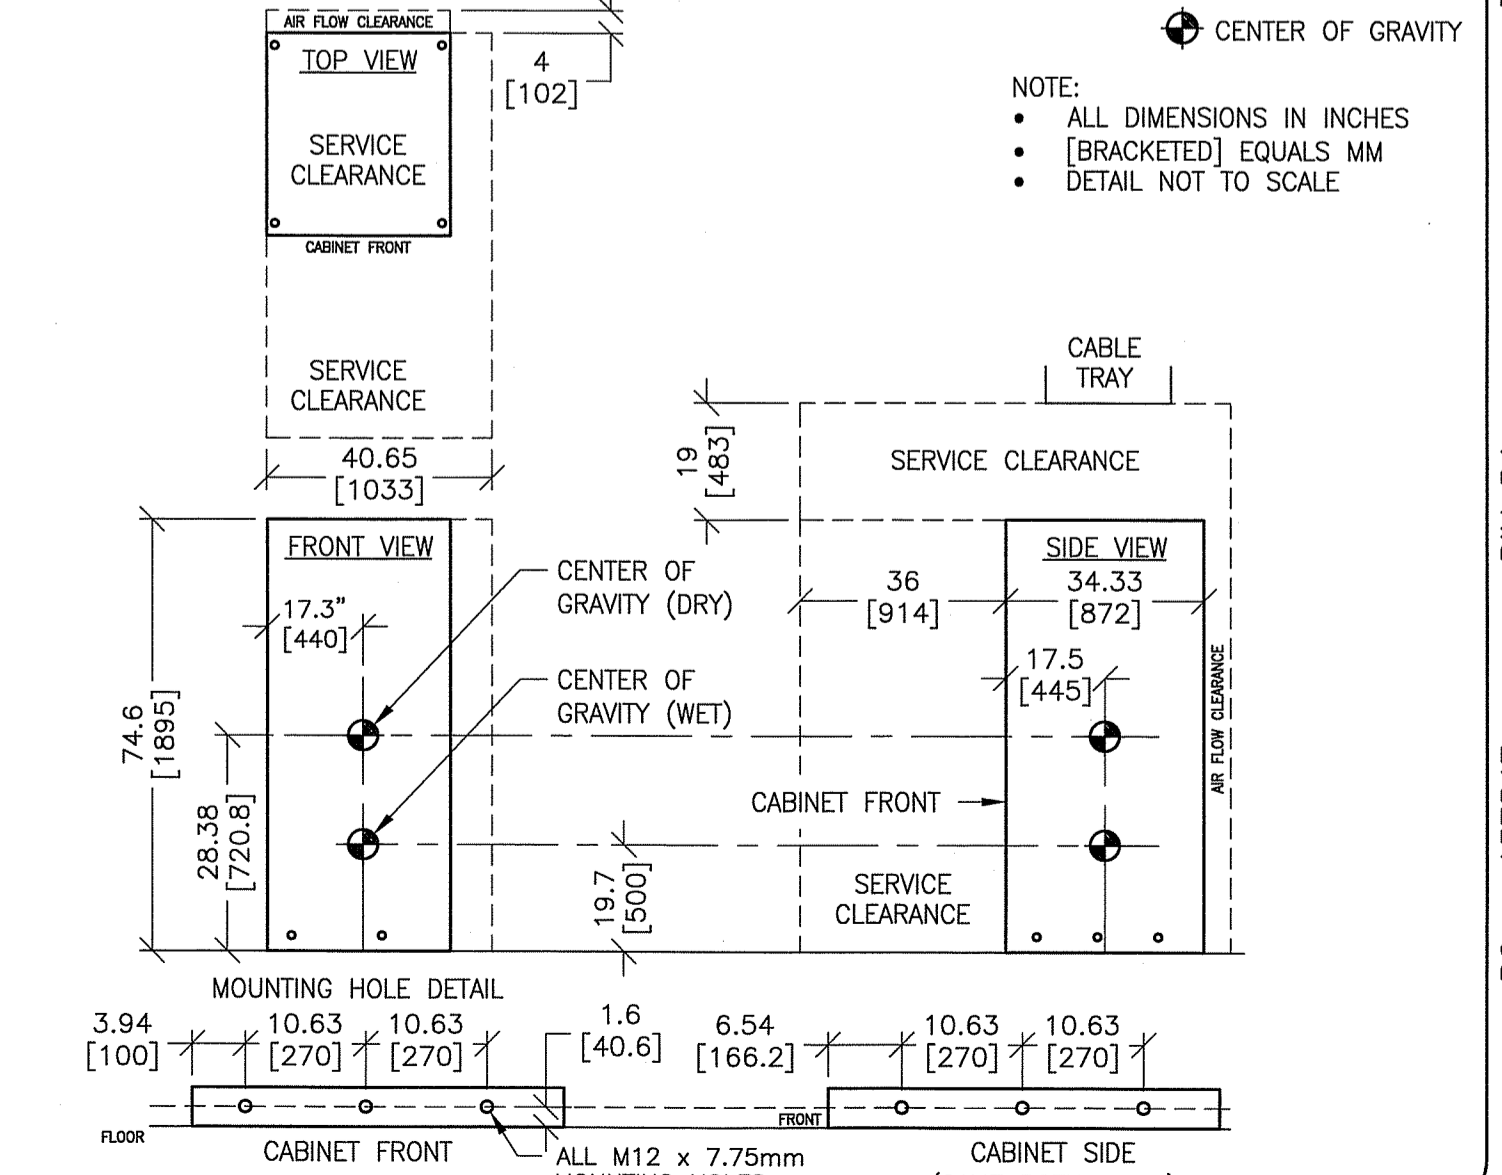 AIR FLOW CLEARANCE
TOP VIEW
SERVICE
CLEARANCE
CABINET FRONT
4
[102]
CENTER OF GRAVITY
NOTE:
• ALL DIMENSIONS IN INCHES
• [BRACKETED] EQUALS MM
• DETAIL NOT TO SCALE
SERVICE
CLEARANCE
40.65
[1033]
CABLE
TRAY
19
[483]
SERVICE CLEARANCE
FRONT VIEW
17.3"
[440]
CENTER OF
GRAVITY (DRY)
CENTER OF
GRAVITY (WET)
74.6
[1895]
28.38
[720.8]
19.7
[500]
SIDE VIEW
36
[914]
34.33
[872]
17.5
[445]
AIR FLOW CLEARANCE
CABINET FRONT
SERVICE
CLEARANCE
MOUNTING HOLE DETAIL
3.94
[100]
10.63
[270]
10.63
[270]
1.6
[40.6]
6.54
[166.2]
10.63
[270]
10.63
[270]
FLOOR
CABINET FRONT
ALL M12 x 7.75mm
FRONT
CABINET SIDE